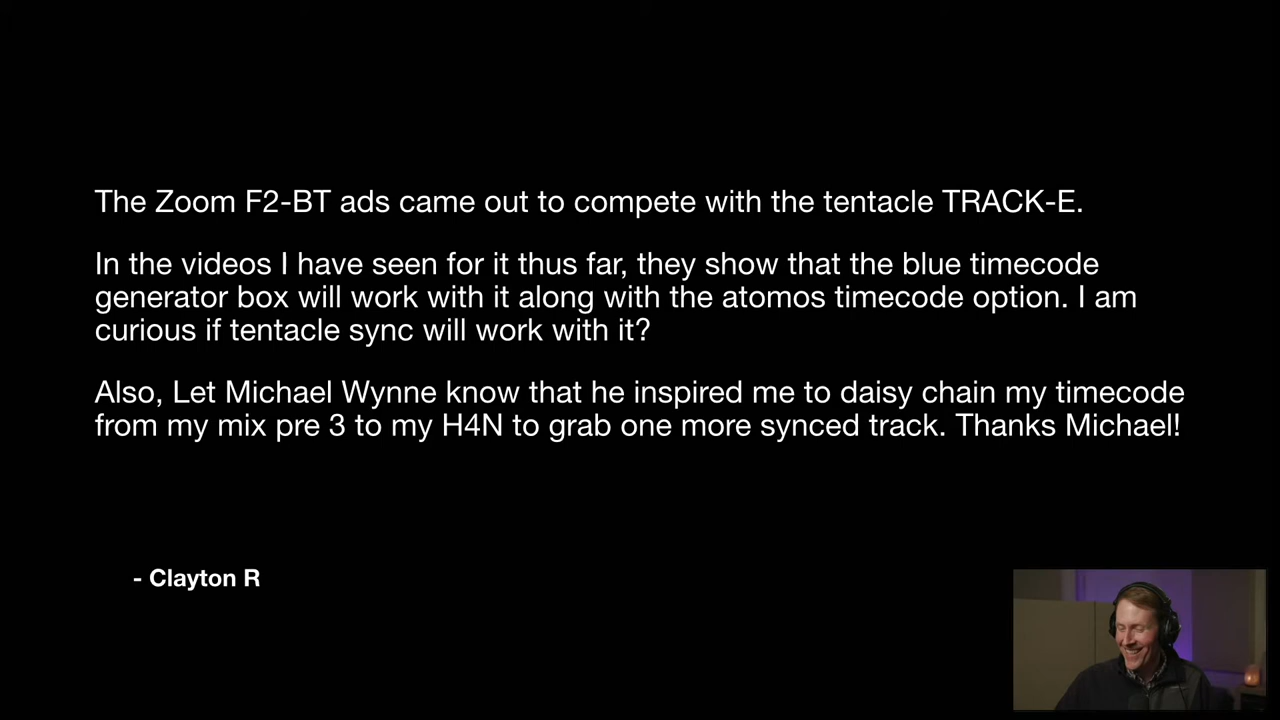 The Zoom F2-BT ads came out to compete with the tentacle TRACK-E.
In the videos I have seen for it thus far, they show that the blue timecode
generator box will work with it along with the atomos timecode option. I am
curious if tentacle sync will work with it?
Also, Let Michael Wynne know that he inspired me to daisy chain my timecode
from my mix pre 3 to my H4N to grab one more synced track. Thanks Michael!
- Clayton R